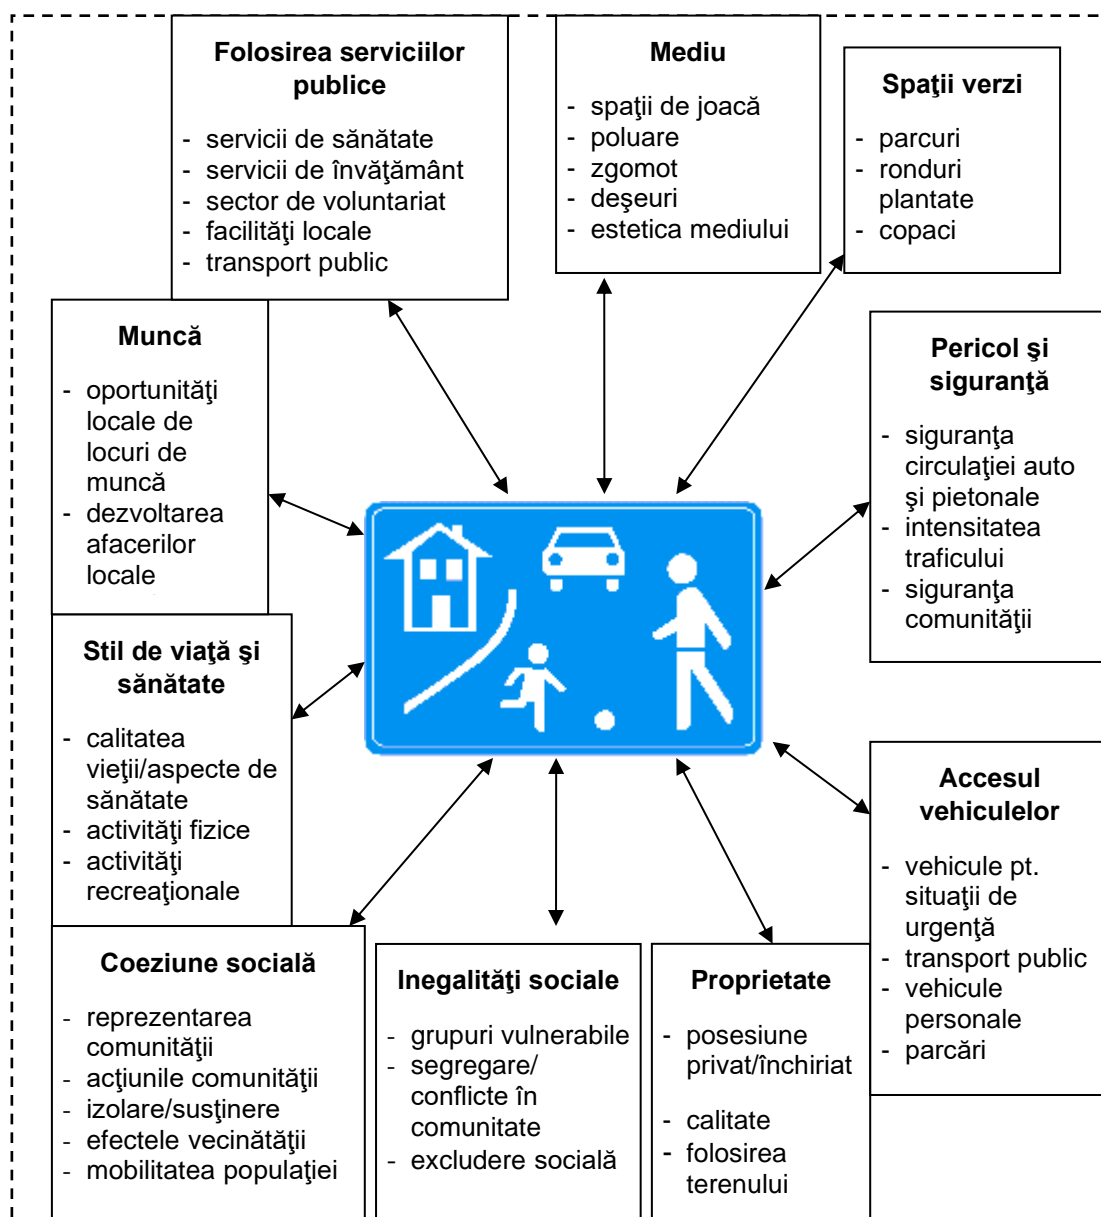 Folosirea serviciilor
publice
- servicii de sănătate
- servicii de învăţământ
- sector de voluntariat
- facilităţi locale
- transport public
Mediu
- spaţii de joacă
- poluare
- zgomot
- deşeuri
- estetica mediului
Spaţii verzi
- parcuri
- ronduri
plantate
- copaci
Muncă
- oportunităţi
locale de
locuri de
muncă
- dezvoltarea
afacerilor
locale
Pericol şi
siguranţă
- siguranţa
circulaţiei auto
şi pietonale
- intensitatea
traficului
- siguranţa
comunităţii
Stil de viaţă şi
sănătate
- calitatea
vieţii/aspecte de
sănătate
- activităţi fizice
- activităţi
recreaţionale
Accesul
vehiculelor
- vehicule pt.
situaţii de
urgenţă
- transport public
- vehicule
personale
- parcări
Coeziune socială
- reprezentarea
comunităţii
- acţiunile comunităţii
- izolare/susţinere
- efectele vecinătăţii
- mobilitatea populaţiei
Inegalităţi sociale
- grupuri vulnerabile
- segregare/
conflicte în
comunitate
- excludere socială
Proprietate
- posesiune
privat/închiriat
- calitate
- folosirea
terenului